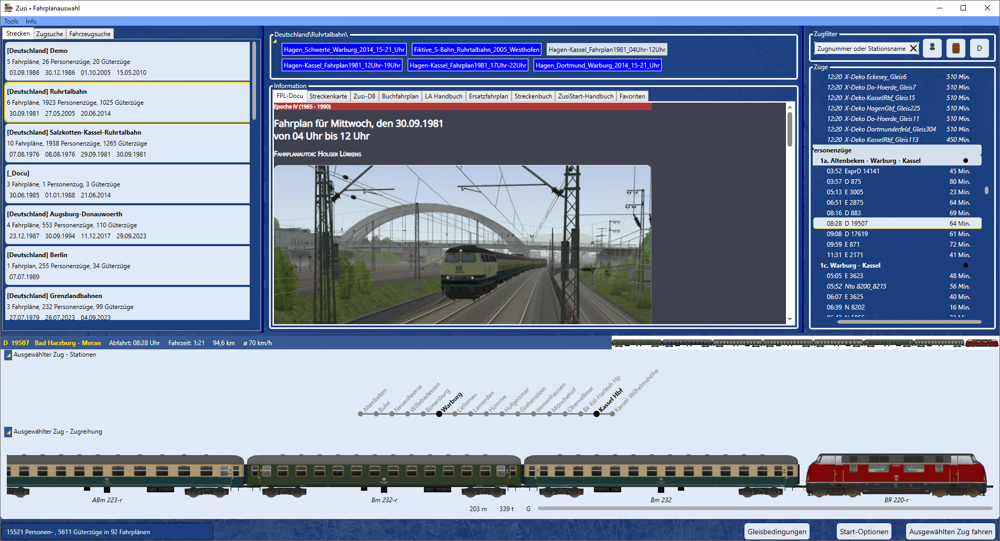 Zusi • Fahrplanauswahl
Tools Info
Strecken Zugsuche Fahrzeugsuche
[Deutschland] Demo
5 Fahrpläne, 26 Personenzüge, 20 Güterzüge
03.09.1986 30.12.1986 01.10.2005 15.05.2010
[Deutschland] Ruhrtalbahn
6 Fahrpläne, 1923 Personenzüge, 1025 Güterzüge
30.09.1981 27.05.2005 20.06.2014
[Deutschland] Salzkotten-Kassel-Ruhrtalbahn
10 Fahrpläne, 1938 Personenzüge, 1265 Güterzüge
07.08.1976 08.08.1976 29.09.1981 30.09.1981
[_Docu]
3 Fahrpläne, 1 Personenzug, 3 Güterzüge
30.06.1985 01.01.1988 21.06.2014
[Deutschland] Augsburg-Donauwoerth
4 Fahrpläne, 553 Personenzüge, 110 Güterzüge
23.12.1987 30.09.1994 11.12.2017 29.09.2023
[Deutschland] Berlin
1 Fahrplan, 255 Personenzüge, 34 Güterzüge
07.07.1989
[Deutschland] Grenzlandbahnen
3 Fahrpläne, 232 Personenzüge, 99 Güterzüge
27.07.1979 26.07.2023 04.09.2023
Deutschland\Ruhrtalbahn\
Hagen_Schwerte_Warburg_2014_15-21_Uhr Fiktive_S-Bahn_Ruhrtalbahn_2005_Westhofen Hagen-Kassel_Fahrplan1981_04Uhr-12Uhr
Hagen-Kassel_Fahrplan1981_12Uhr-19Uhr Hagen-Kassel_Fahrplan1981_17Uhr-22Uhr Hagen_Dortmund_Warburg_2014_15-21_Uhr
Information
FPL-Docu Streckenkarte Zusi-DB Buchfahrplan LA Handbuch Ersatzfahrplan Streckenbuch ZusiStart-Handbuch Favoriten
Epoche IV (1965 - 1990)
Fahrplan für Mittwoch, den 30.09.1981
von 04 Uhr bis 12 Uhr
Fahrplanautor: Holger Lürkens
Zugfilter
Zugnummer oder Stationsname D
Züge
12:20 X-Deko Eckesey_Gleis6 510 Min.
12:20 X-Deko Do-Hoerde_Gleis7 510 Min.
12:20 X-Deko KasselRbf_Gleis15 510 Min.
12:20 X-Deko HagenGbf_Gleis225 510 Min.
12:20 X-Deko Do-Hoerde_Gleis11 510 Min.
12:20 X-Deko Dortmunderfeld_Gleis304 510 Min.
12:20 X-Deko KasselRbf_Gleis113 450 Min.
ersonenzüge
1a. Altenbeken - Warburg - Kassel
03:52 ExprD 14141 45 Min.
03:57 D 875 80 Min.
05:13 E 3005 23 Min.
06:51 E 2875 64 Min.
08:16 D 883 69 Min.
08:28 D 19507 64 Min.
09:08 D 17619 61 Min.
09:59 E 871 72 Min.
11:31 E 2171 41 Min.
1c. Warburg - Kassel
05:05 E 3623 48 Min.
05:52 Nto 8200_8215 56 Min.
06:07 E 3625 40 Min.
06:39 N 8202 16 Min.
D 19507 Bad Harzburg - Meran Abfahrt: 08:28 Uhr Fahrzeit: 1:21 94,6 km ø 70 km/h
Ausgewählter Zug - Stationen
Altenbeken
Buke
Neuenheerse
Willebadessen
Bonenburg
Warburg
Liebenau
Lamerden
Hümme
Hofgeismar
Grebenstein
Immenhausen
Mönchehof
Obervellmar
Bk Ksl-Harlesh Hp
Kassel Hbf
Kassel-Wilhelmshöhe
Ausgewählter Zug - Zugreihung
ABm 223-r Bm 232-r Bm 232 BR 220-r
203 m 339 t G
15521 Personen- , 5611 Güterzüge in 92 Fahrplänen
Gleisbedingungen Start-Optionen Ausgewählten Zug fahren